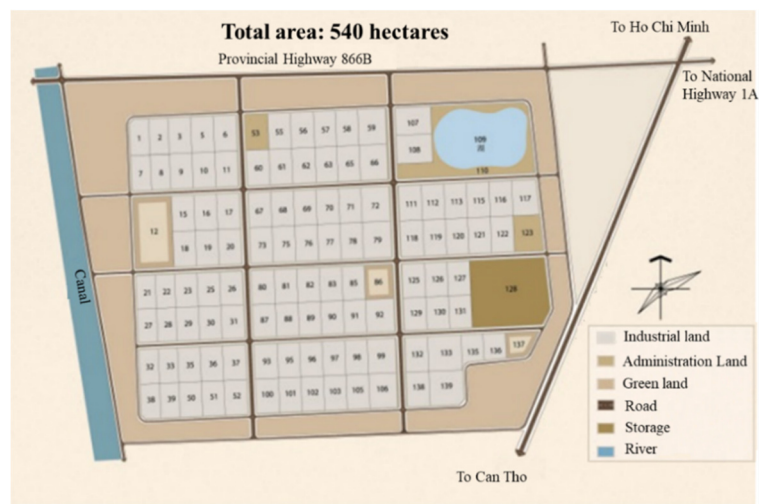 Total area: 540 hectares
To Ho Chi Minh
Provincial Highway 866B
To National
Highway 1A
1 2 3 5 6
7 8 9 10 11
53 55 56 57 58 59
60 61 62 63 65 66
107
108
109
110
12
15 16 17
18 19 20
67 68 69 70 71 72
73 75 76 77 78 79
111 112 113 115 116 117
118 119 120 121 122 123
Canal
21 22 23 25 26
27 28 29 30 31
80 81 82 83 85 86
87 88 89 90 91 92
125 126 127
129 130 131
128
32 33 35 36 37
38 39 50 51 52
93 95 96 97 98 99
100 101 102 103 105 106
132 133 135 136 137
138 139
Industrial land
Administration Land
Green land
Road
Storage
River
To Can Tho